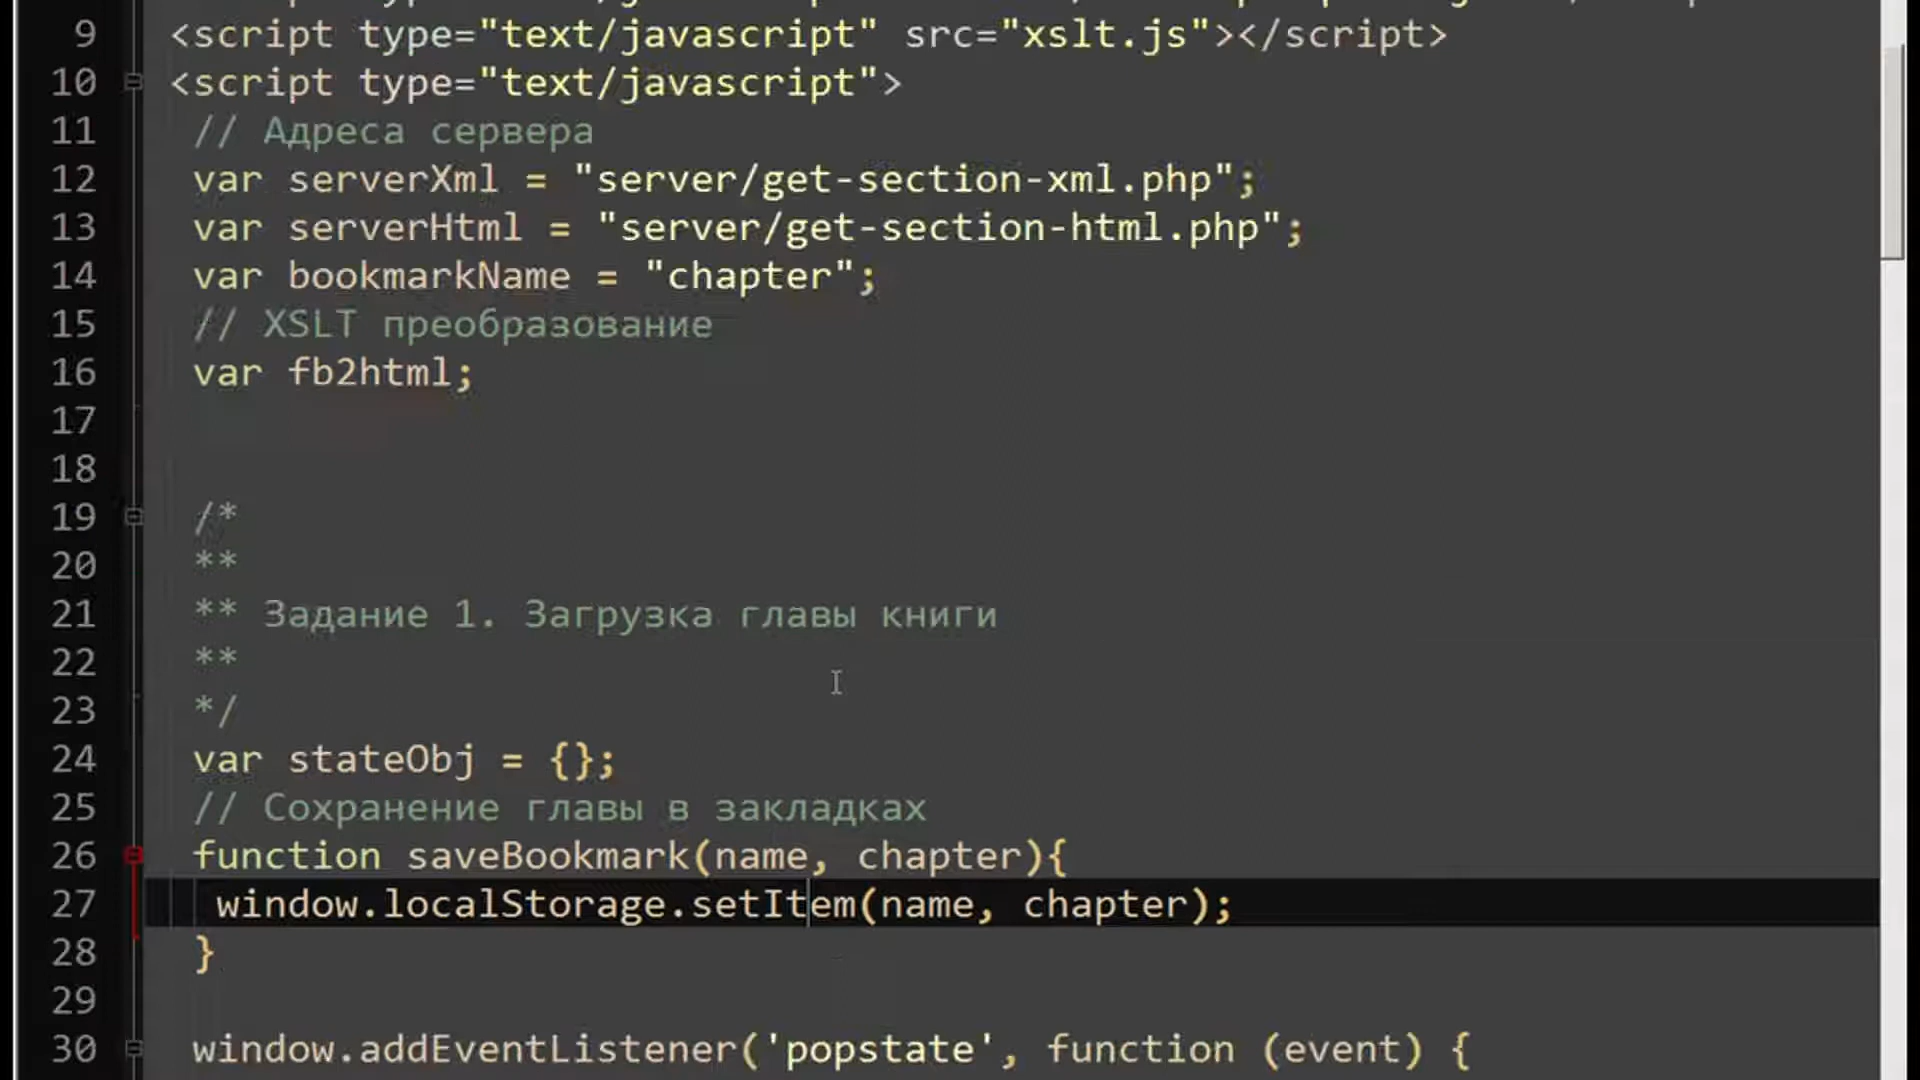 9 <script type="text/javascript" src="xslt.js"></script>
10 <script type="text/javascript">
11 // Адреса сервера
12 var serverXml = "server/get-section-xml.php";
13 var serverHtml = "server/get-section-html.php";
14 var bookmarkName = "chapter";
15 // XSLT преобразование
16 var fb2html;
17
18
19 /*
20 **
21 ** Задание 1. Загрузка главы книги
22 **
23 */
24 var stateObj = {};
25 // Сохранение главы в закладках
26 function saveBookmark(name, chapter){
27 window.localStorage.setItem(name, chapter);
28 }
29
30 window.addEventListener('popstate', function (event) {